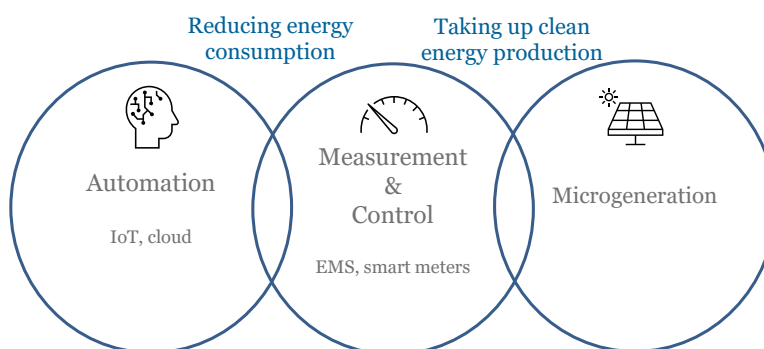 Reducing energy
consumption
Taking up clean
energy production
Automation
IoT, cloud
Measurement
&
Control
EMS, smart meters
Microgeneration